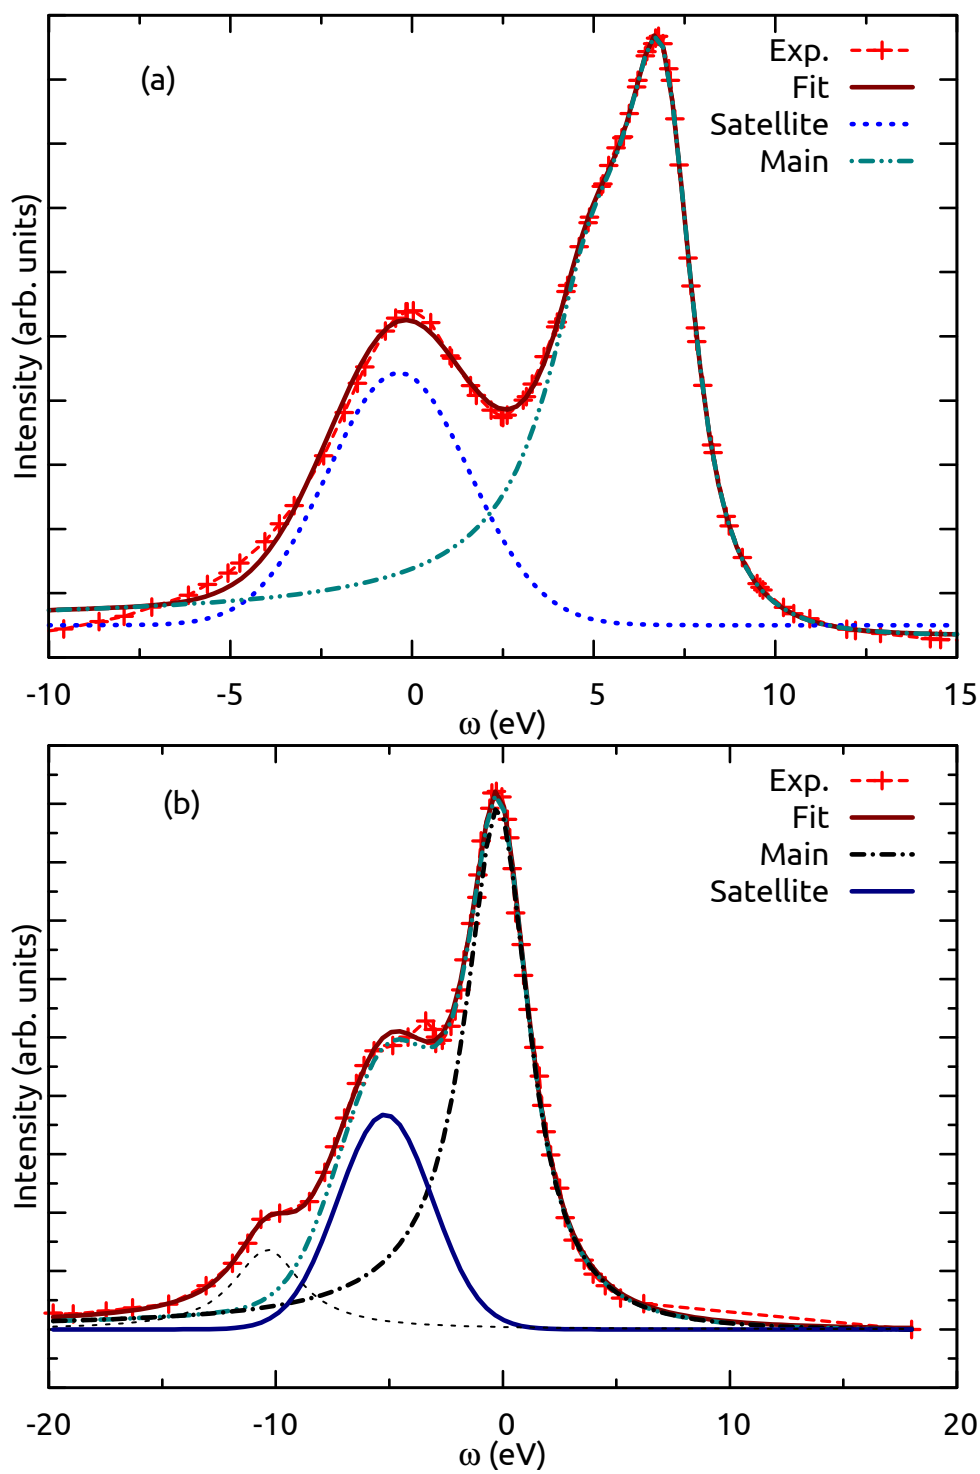 (a)
Exp.
Fit
Satellite
Main
Intensity (arb. units)
-10 -5 0 5 10 15
ω (eV)
(b)
Exp.
Fit
Main
Satellite
Intensity (arb. units)
-20 -10 0 10 20
ω (eV)